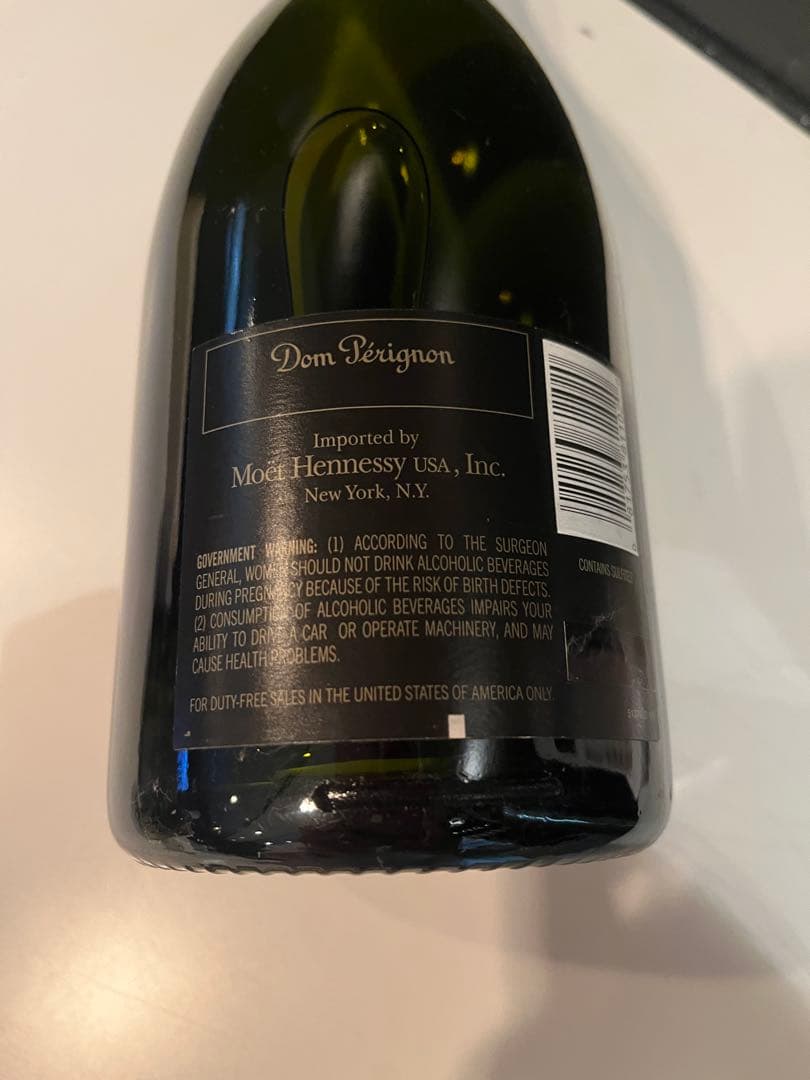 Dom Pérignon
Imported by
Moët Hennessy USA, Inc.
New York, N.Y.
GOVERNMENT WARNING: (1) ACCORDING TO THE SURGEON
GENERAL, WOMEN SHOULD NOT DRINK ALCOHOLIC BEVERAGES
DURING PREGNANCY BECAUSE OF THE RISK OF BIRTH DEFECTS.
(2) CONSUMPTION OF ALCOHOLIC BEVERAGES IMPAIRS YOUR
ABILITY TO DRIVE A CAR OR OPERATE MACHINERY, AND MAY
CAUSE HEALTH PROBLEMS.
FOR DUTY-FREE SALES IN THE UNITED STATES OF AMERICA ONLY.
CONTAINS SULFITES